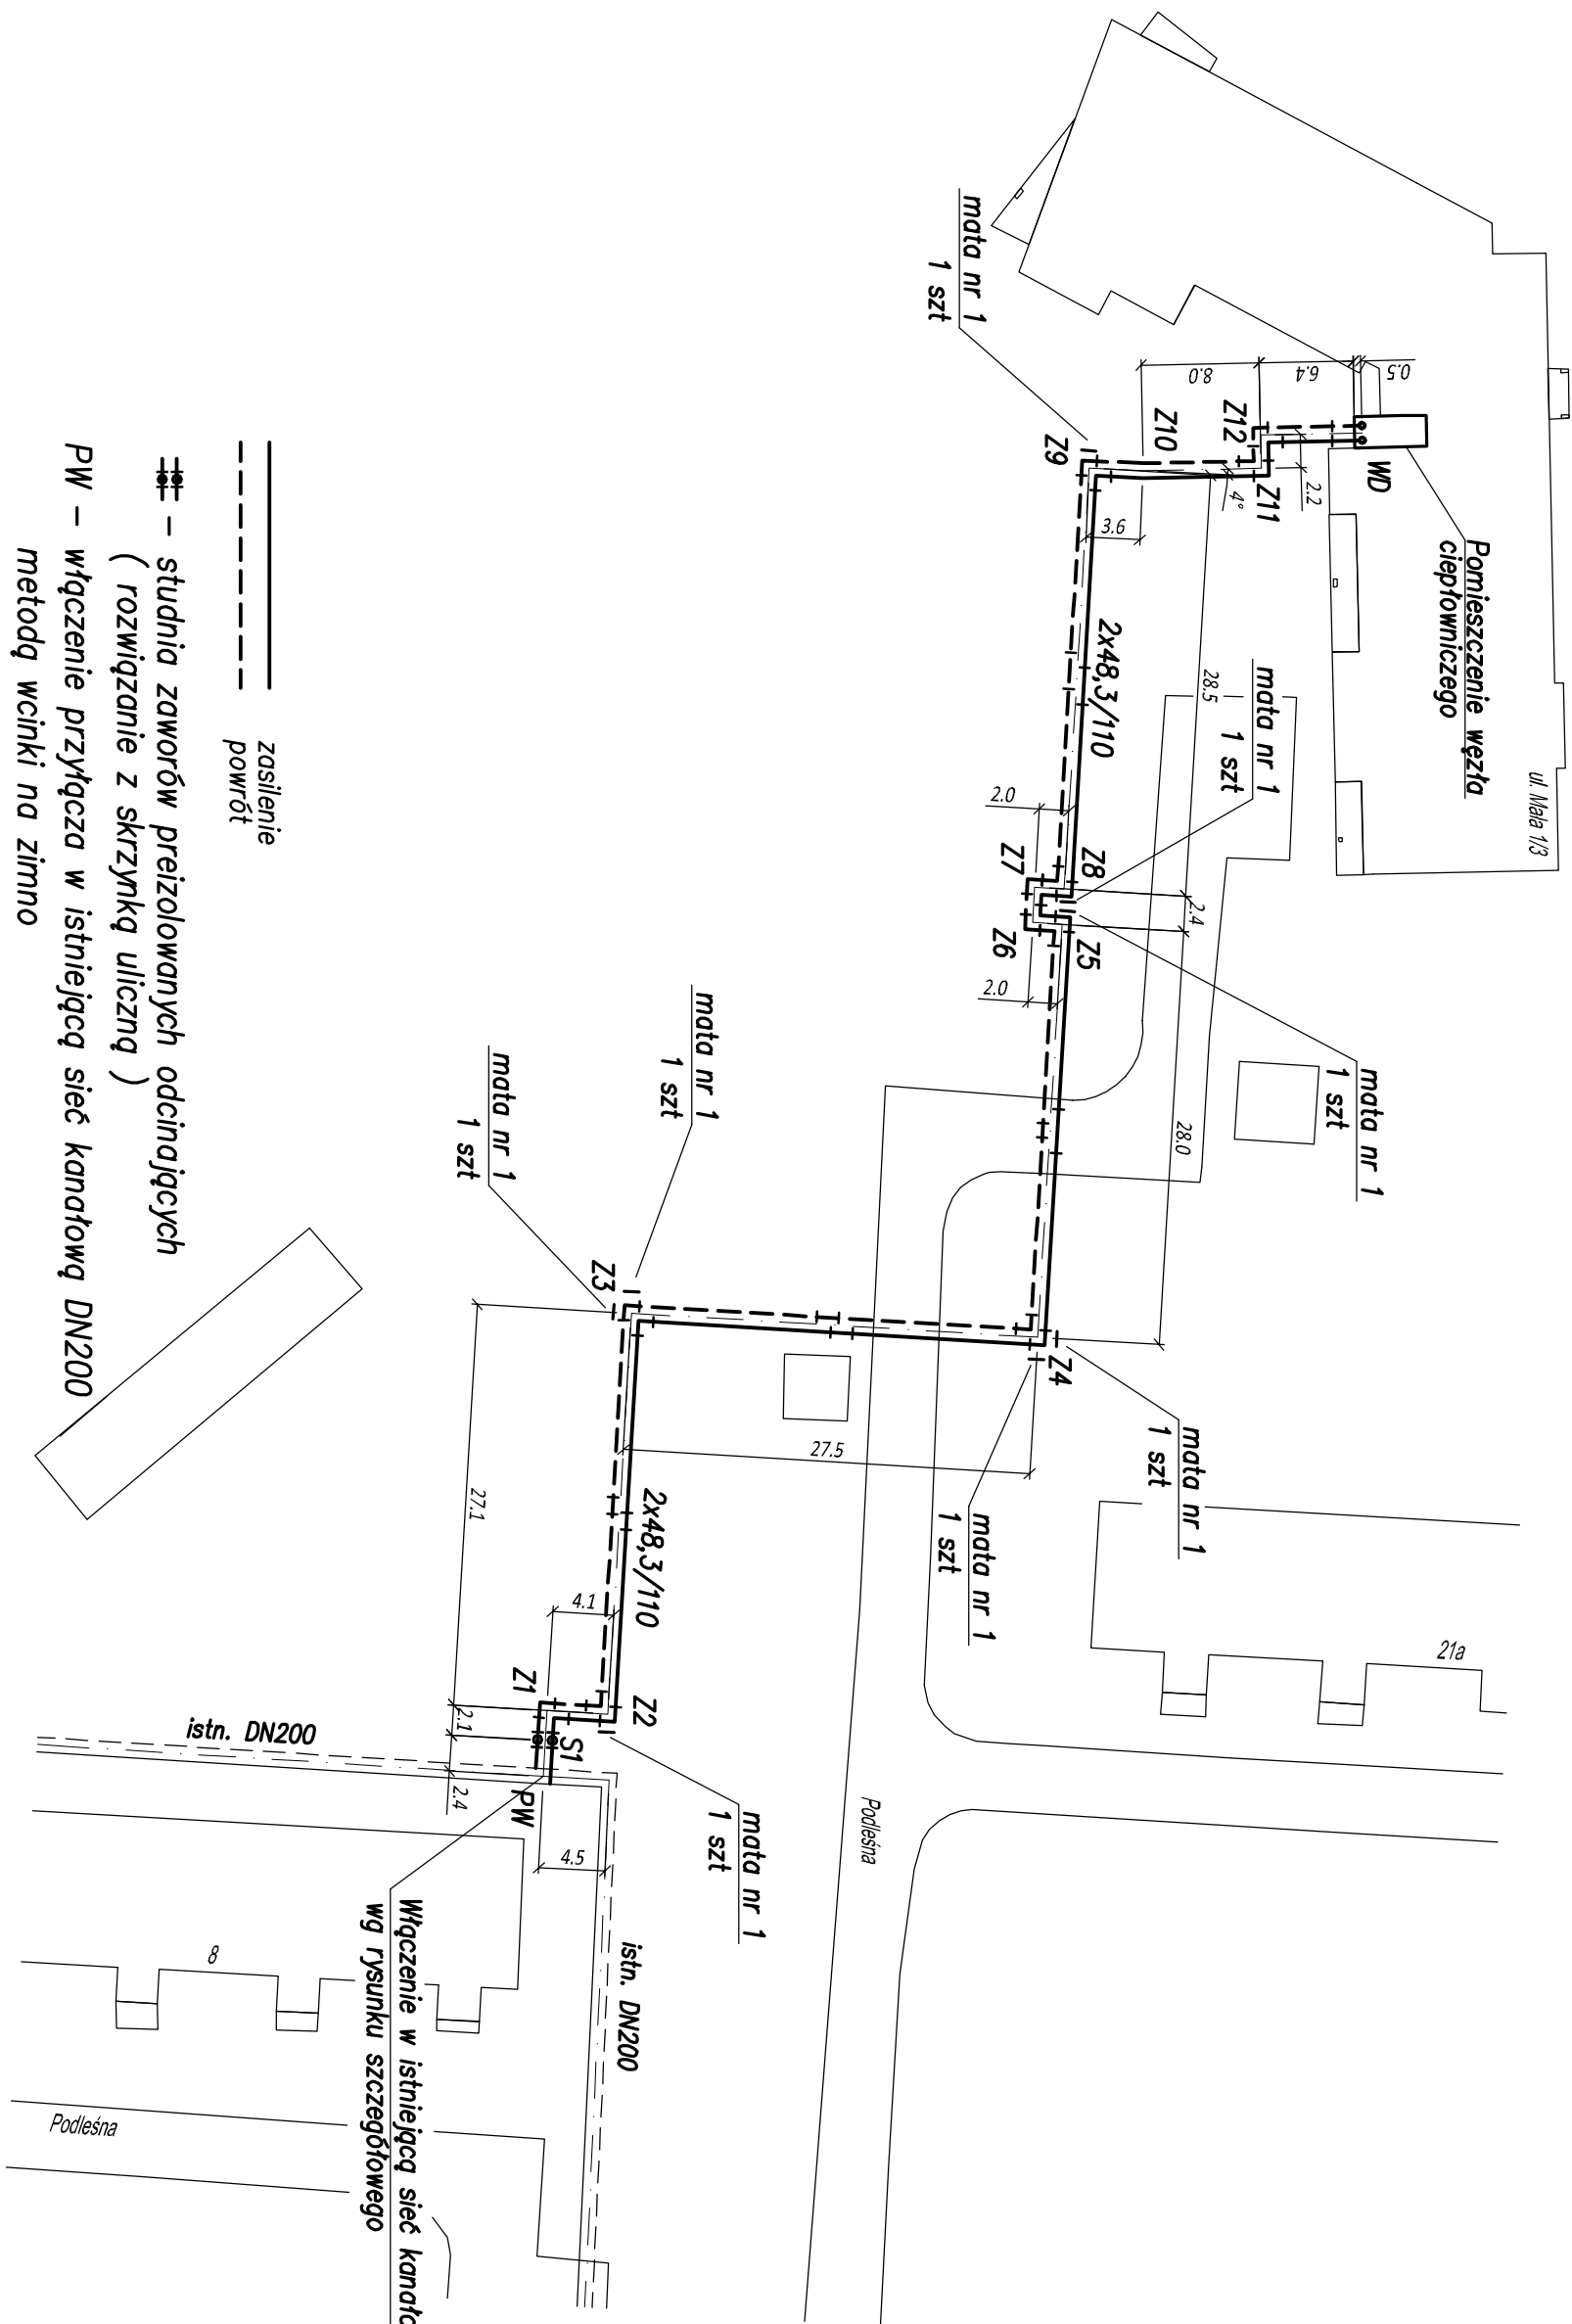 ul. Mała 1/3
Pomieszczenie węzła
ciepłowniczego
WD
0.5
6.4
8.0
2.2
4°
Z12
Z11
Z10
Z9
3.6
mata nr 1
1 szt
2x48,3/110
28.5
mata nr 1
1 szt
2.0
Z8
Z7
2.4
Z5
Z6
2.0
mata nr 1
1 szt
28.0
mata nr 1
1 szt
mata nr 1
1 szt
Z3
Z4
mata nr 1
1 szt
mata nr 1
1 szt
27.5
27.1
2x48,3/110
4.1
Z1
Z2
2.1
S1
2.4
PW
4.5
mata nr 1
1 szt
21a
Podleśna
istn. DN200
istn. DN200
8
Podleśna
Włączenie w istniejącą sieć
wg rysunku szczegółowego
zasilenie
powrót
– studnia zaworów preizolowanych odcinających
( rozwiązanie z skrzynką uliczną )
PW – włączenie przyłącza w istniejącą sieć kanałową DN200
metodą wcinki na zimno